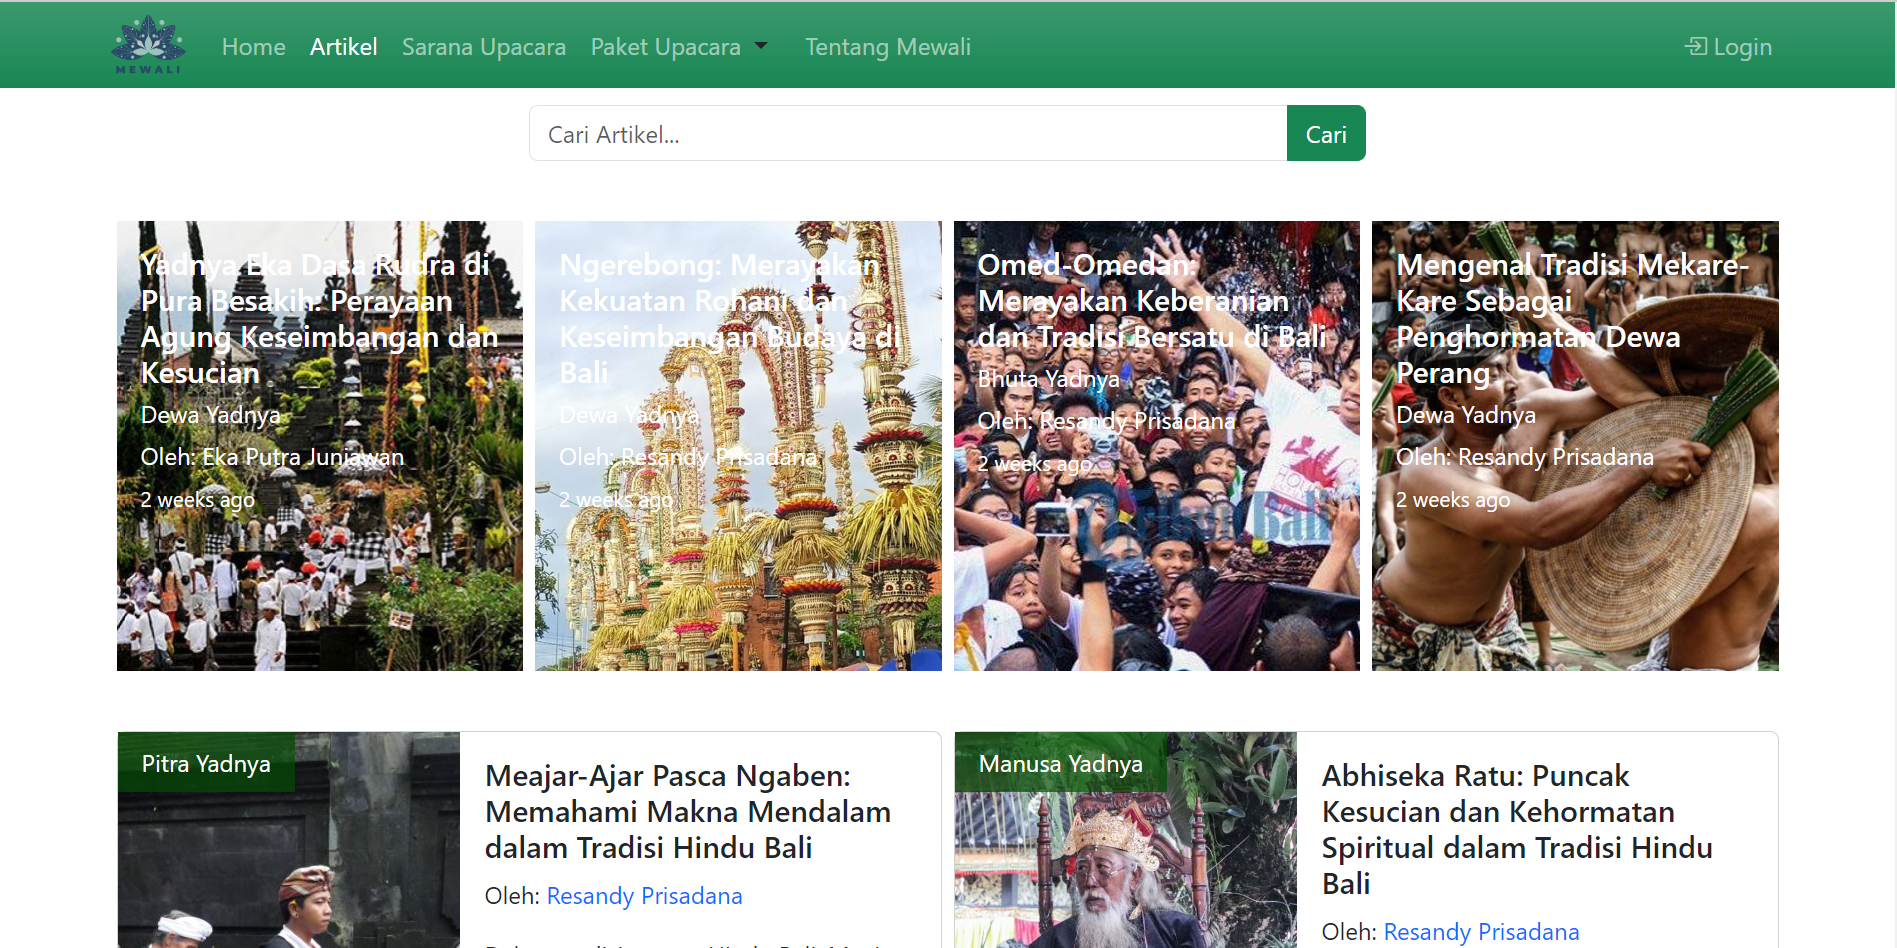 MEWALI
Home
Artikel
Sarana Upacara
Paket Upacara
Tentang Mewali
Login
Cari Artikel...
Cari
Yadnya Eka Dasa Rudra di
Pura Besakih: Perayaan
Agung Keseimbangan dan
Kesucian
Dewa Yadnya
Oleh: Eka Putra Juniawan
2 weeks ago
Ngerebong: Merayakan
Kekuatan Rohani dan
Keseimbangan Budaya di
Bali
Dewa Yadnya
Oleh: Resandy Prisadana
2 weeks ago
Omed-Omedan:
Merayakan Keberanian
dan Tradisi Bersatu di Bali
Bhuta Yadnya
Oleh: Resandy Prisadana
2 weeks ago
Mengenal Tradisi Mekare-
Kare Sebagai
Penghormatan Dewa
Perang
Dewa Yadnya
Oleh: Resandy Prisadana
2 weeks ago
Pitra Yadnya
Meajar-Ajar Pasca Ngaben:
Memahami Makna Mendalam
dalam Tradisi Hindu Bali
Oleh: Resandy Prisadana
Manusa Yadnya
Abhiseka Ratu: Puncak
Kesucian dan Kehormatan
Spiritual dalam Tradisi Hindu
Bali
Oleh: Resandy Prisadana